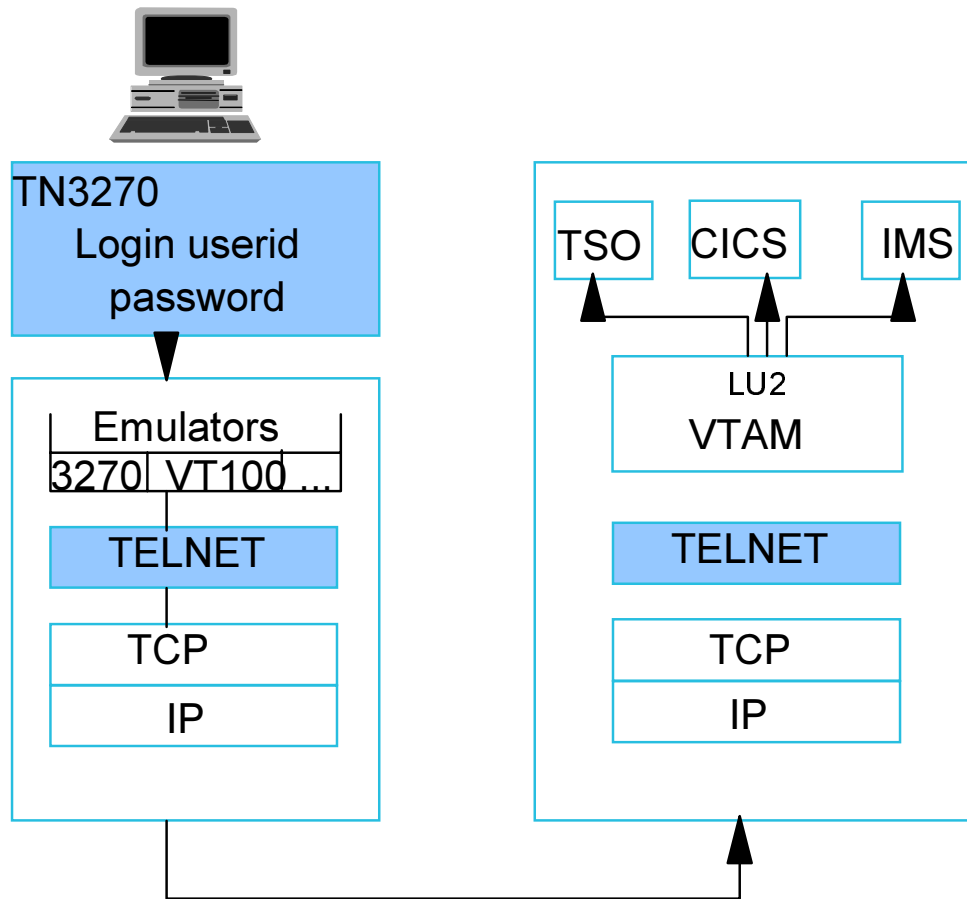 TN3270
Login userid
password
Emulators
3270 VT100 ...
TELNET
TCP
IP
TSO CICS IMS
LU2
VTAM
TELNET
TCP
IP